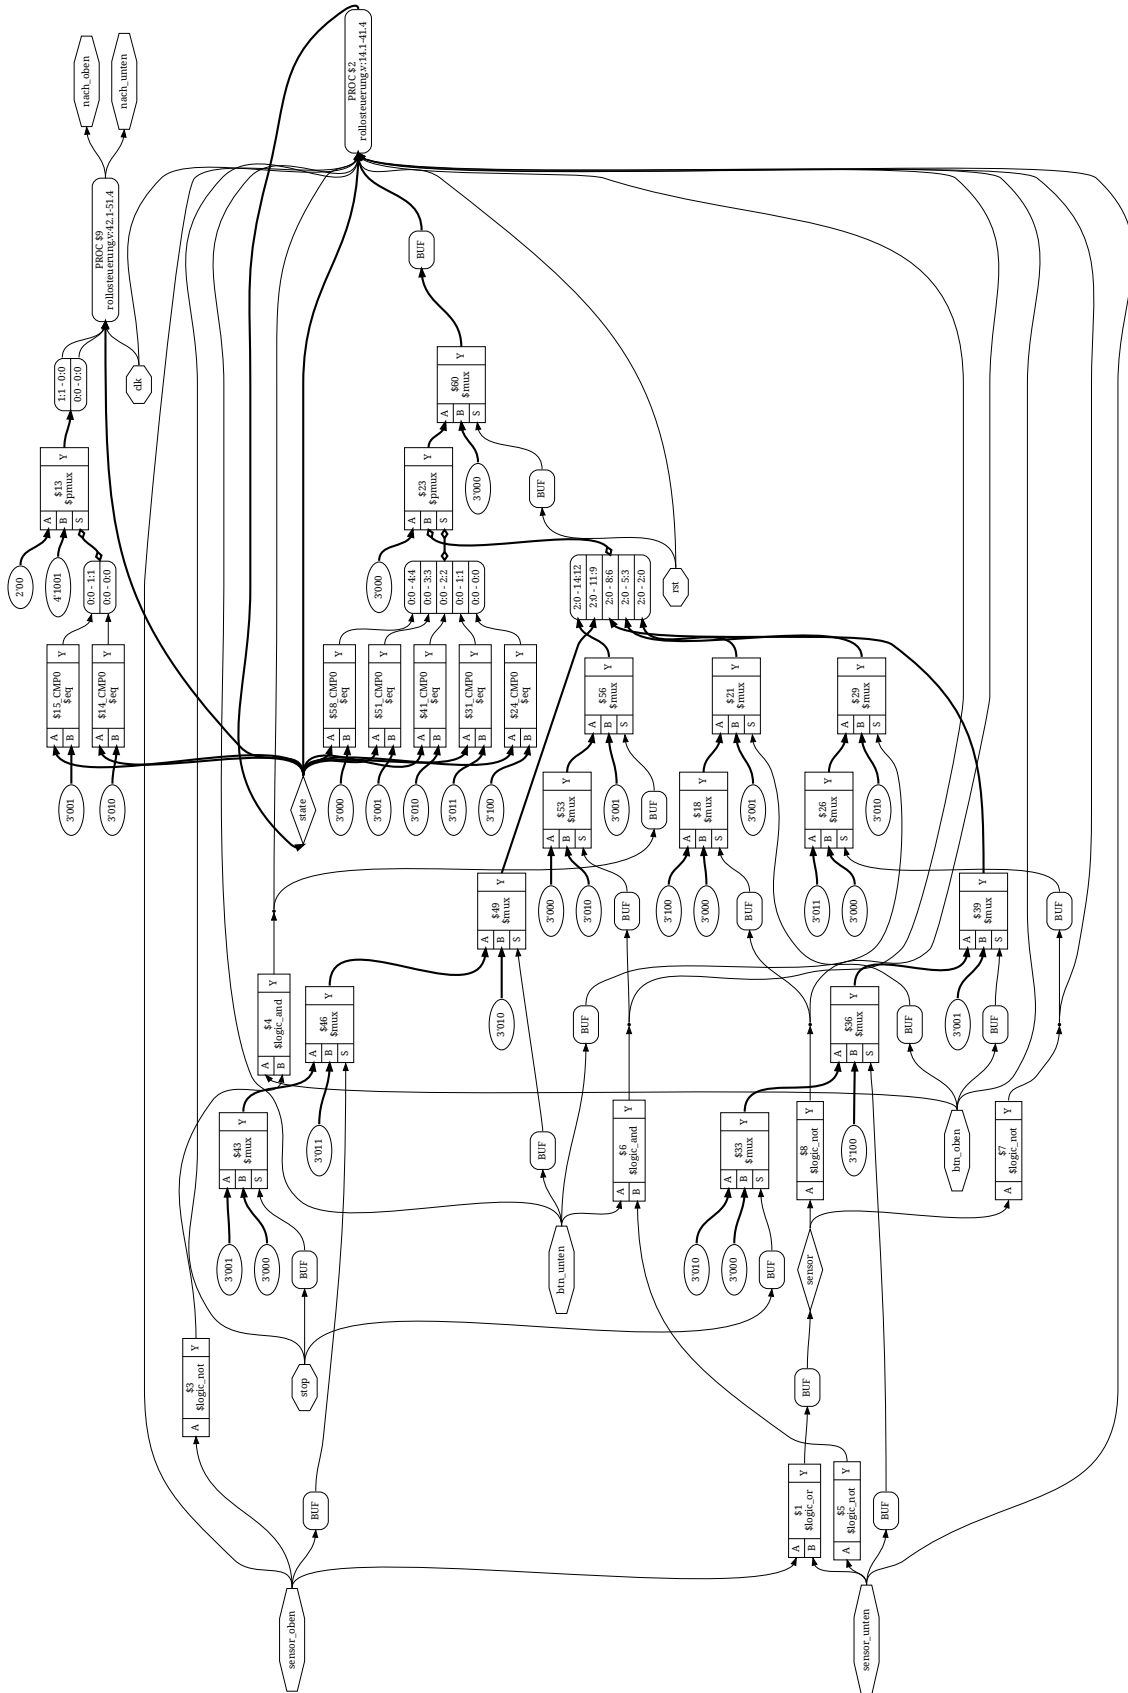 PROC $2
rollosteuerung.v:14.1-41.4
nach_oben
nach_unten
PROC $9
rollosteuerung.v:42.1-51.4
BUF
1:1 - 0:0
0:0 - 0:0
clk
$60
$mux
A
B
S
Y
$13
$pmux
A
B
S
Y
$23
$pmux
A
B
S
Y
3'000
BUF
2'00
4'1001
0:0 - 1:1
0:0 - 0:0
3'000
0:0 - 4:4
0:0 - 3:3
0:0 - 2:2
0:0 - 1:1
0:0 - 0:0
2:0 - 14:12
2:0 - 11:9
2:0 - 8:6
2:0 - 5:3
2:0 - 2:0
rst
$15_CMP0
$eq
A
B
Y
$14_CMP0
$eq
A
B
Y
$58_CMP0
$eq
A
B
Y
$51_CMP0
$eq
A
B
Y
$41_CMP0
$eq
A
B
Y
$31_CMP0
$eq
A
B
Y
$24_CMP0
$eq
A
B
Y
$56
$mux
A
B
S
Y
$21
$mux
A
B
S
Y
$29
$mux
A
B
S
Y
3'001
3'010
state
3'000
3'001
3'010
3'011
3'100
$53
$mux
A
B
S
Y
3'001
BUF
$18
$mux
A
B
S
Y
3'001
$26
$mux
A
B
S
Y
3'010
$49
$mux
A
B
S
Y
3'000
3'010
BUF
3'100
3'000
BUF
3'011
3'000
$39
$mux
A
B
S
Y
BUF
$4
$logic_and
A
B
Y
$46
$mux
A
B
S
Y
3'010
BUF
$36
$mux
A
B
S
Y
BUF
3'001
BUF
$43
$mux
A
B
S
Y
3'011
BUF
$6
$logic_and
A
B
Y
$33
$mux
A
B
S
Y
$8
$logic_not
A
Y
3'100
btn_oben
$7
$logic_not
A
Y
3'001
3'000
BUF
btn_unten
3'010
3'000
BUF
sensor
$3
$logic_not
A
Y
stop
BUF
BUF
$1
$logic_or
A
B
Y
$5
$logic_not
A
Y
BUF
sensor_oben
sensor_unten